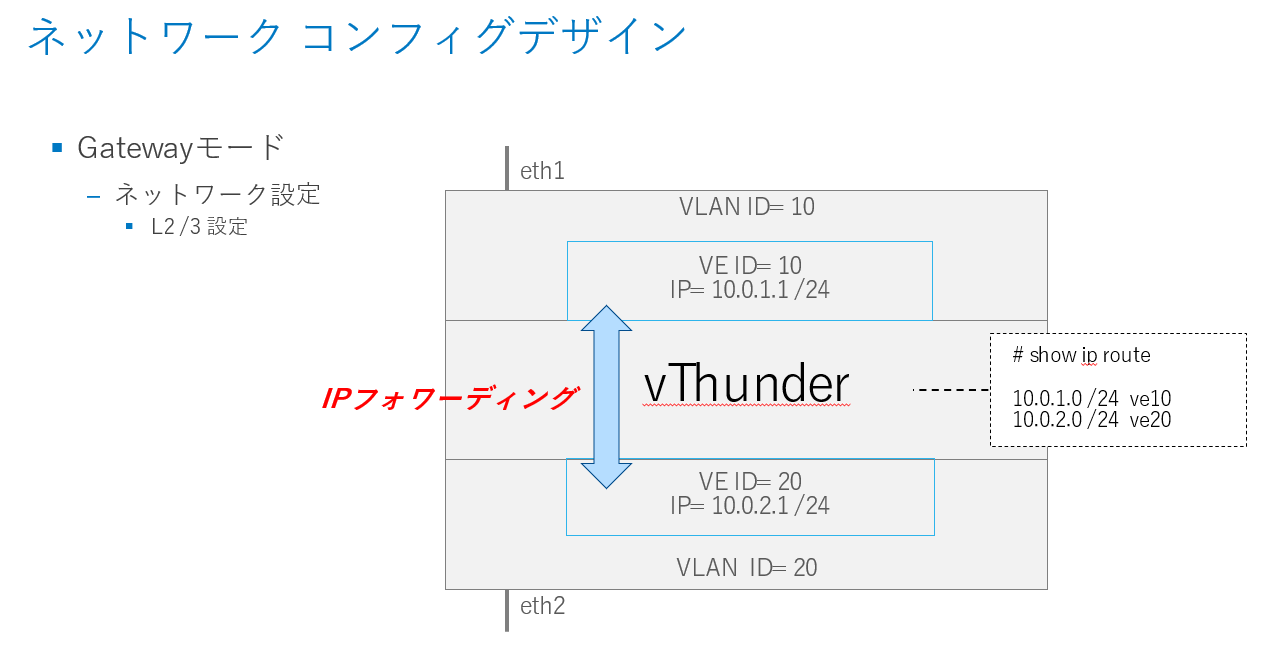 ネットワーク コンフィグデザイン
Gatewayモード
ネットワーク設定
L2 /3 設定
eth1
VLAN ID= 10
VE ID= 10
IP= 10.0.1.1 /24
IPフォワーディング
vThunder
# show ip route
10.0.1.0 /24 ve10
10.0.2.0 /24 ve20
VE ID= 20
IP= 10.0.2.1 /24
VLAN ID= 20
eth2